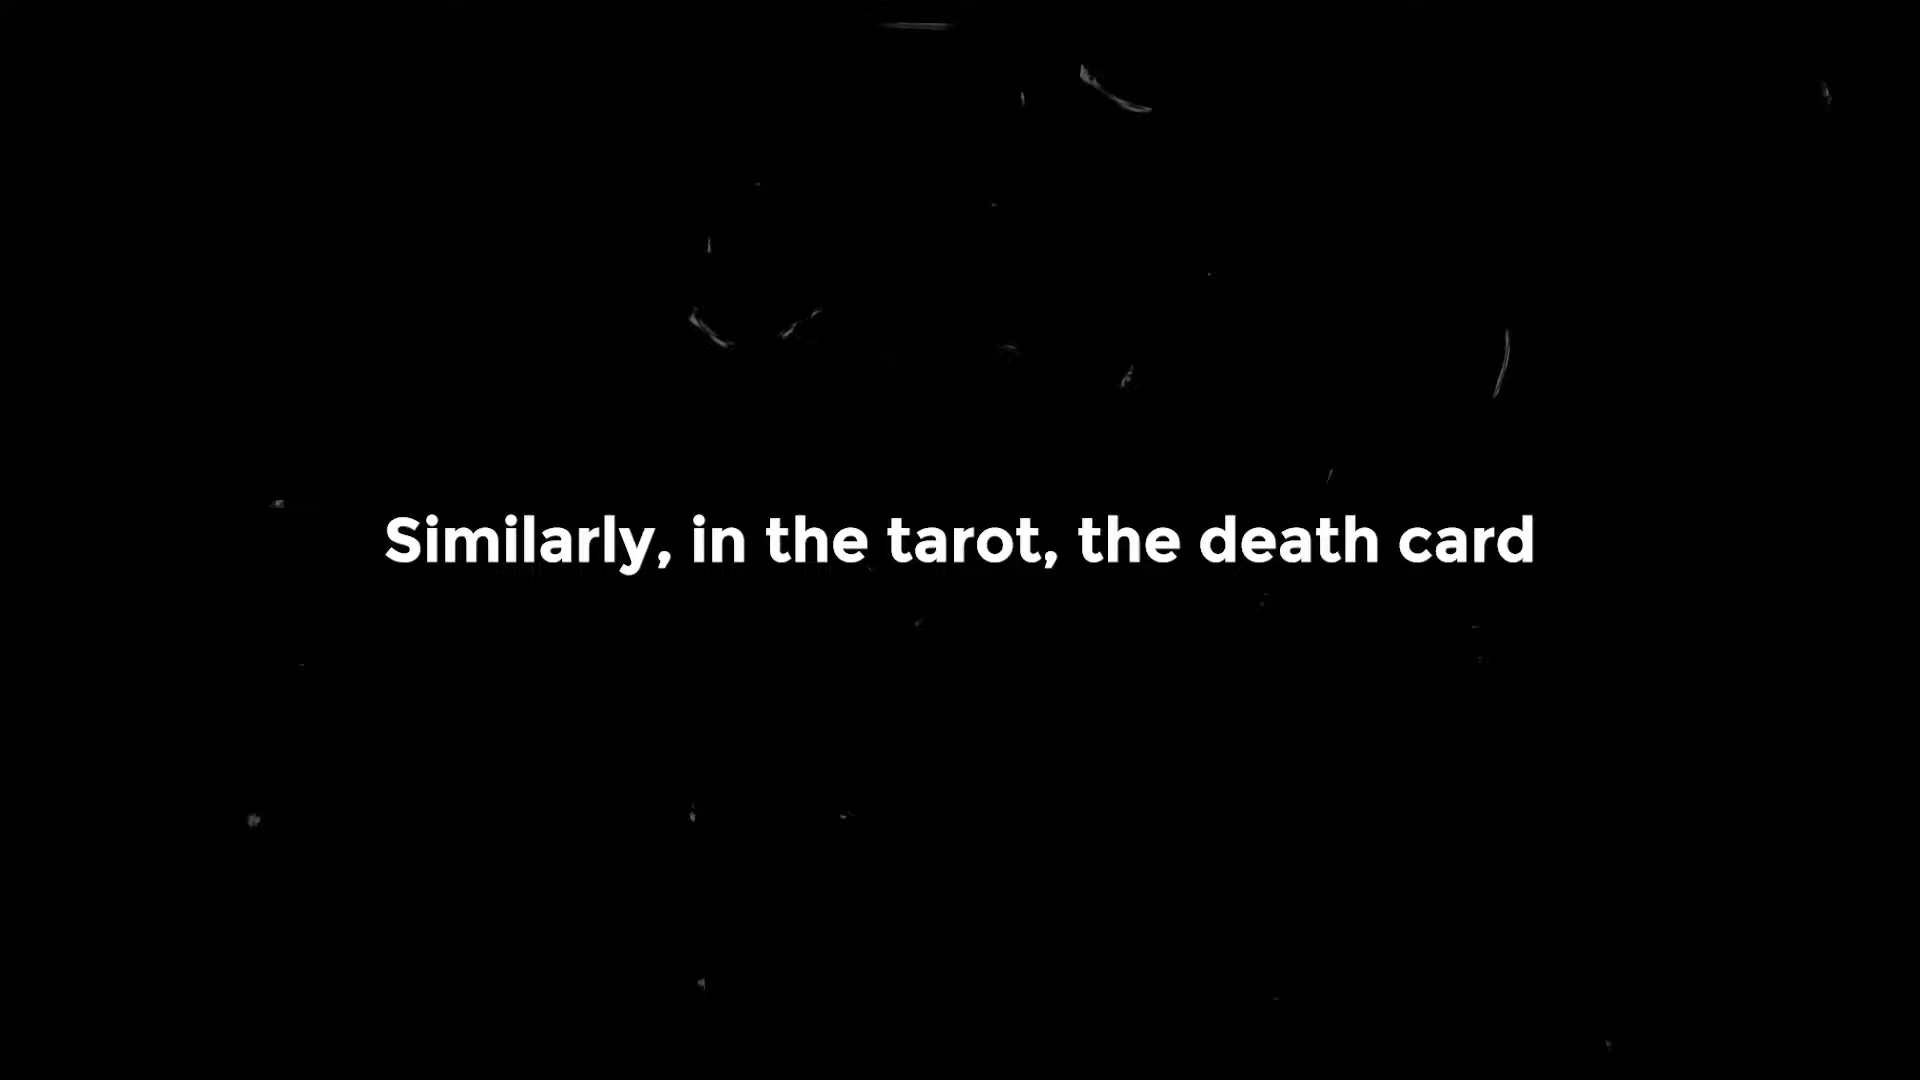 Similarly, in the tarot, the death card